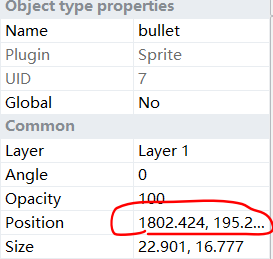 Object type properties
Name bullet
Plugin Sprite
UID 7
Global No
Common
Layer Layer 1
Angle 0
Opacity 100
Position 1802.424, 195.2...
Size 22.901, 16.777